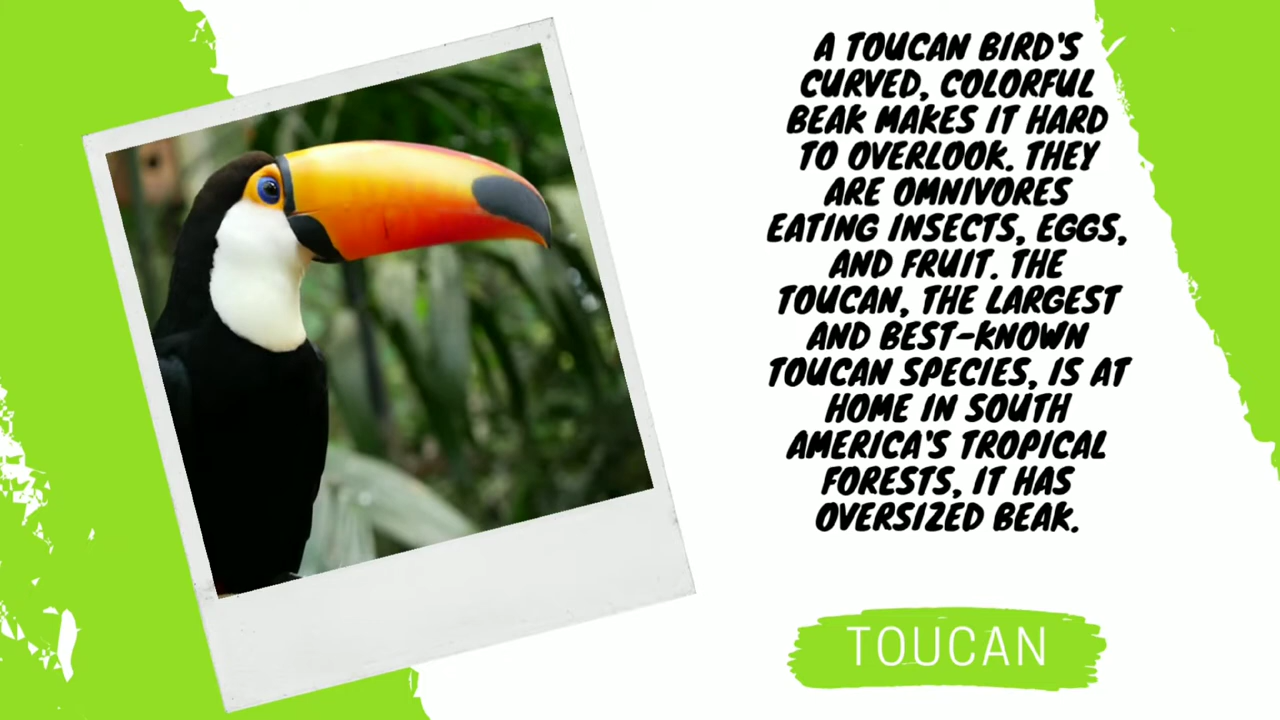 A TOUCAN BIRD'S
CURVED, COLORFUL
BEAK MAKES IT HARD
TO OVERLOOK. THEY
ARE OMNIVORES
EATING INSECTS, EGGS,
AND FRUIT. THE
TOUCAN, THE LARGEST
AND BEST-KNOWN
TOUCAN SPECIES, IS AT
HOME IN SOUTH
AMERICA'S TROPICAL
FORESTS, IT HAS
OVERSIZED BEAK.
TOUCAN